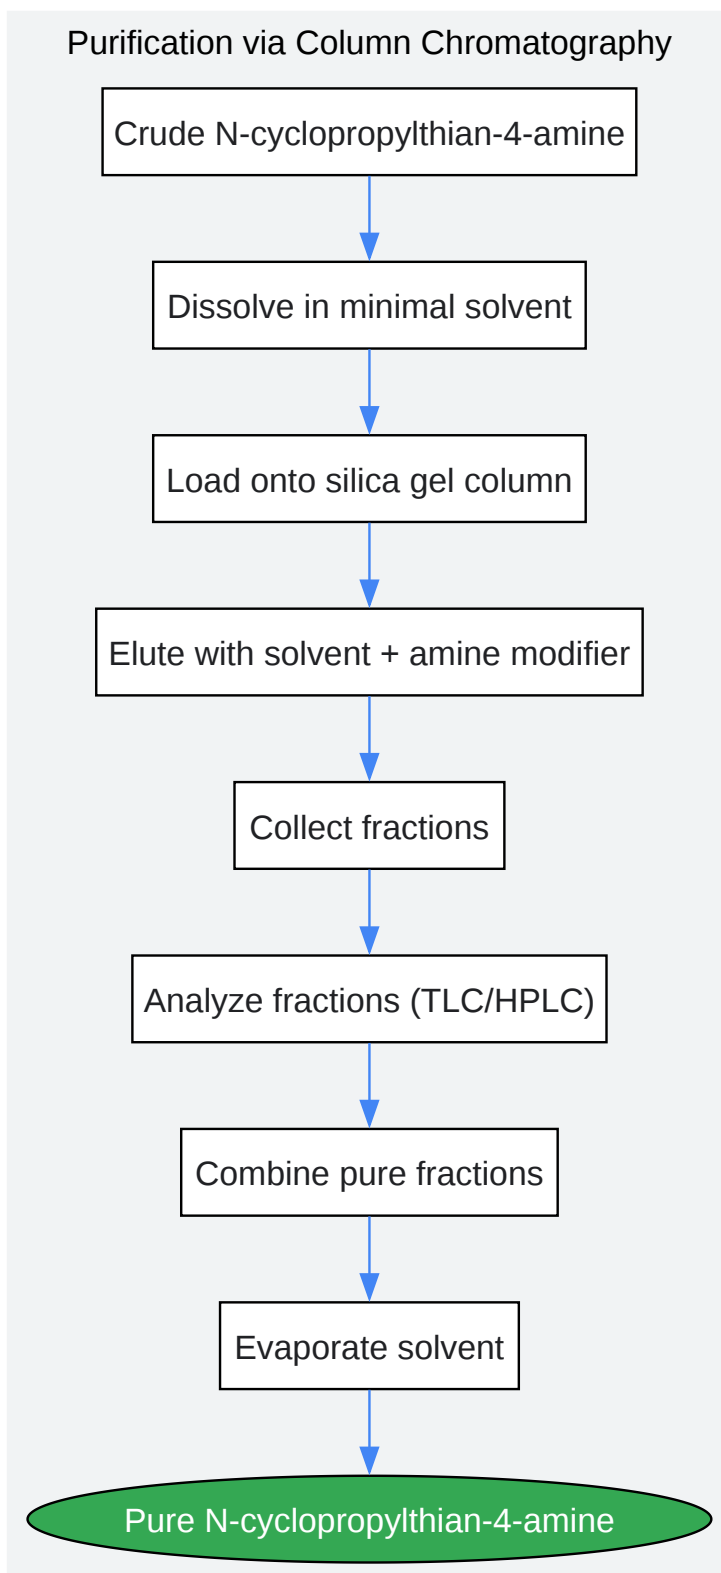 Purification via Column Chromatography
Crude N-cyclopropylthian-4-amine
Dissolve in minimal solvent
Load onto silica gel column
Elute with solvent + amine modifier
Collect fractions
Analyze fractions (TLC/HPLC)
Combine pure fractions
Evaporate solvent
Pure N-cyclopropylthian-4-amine